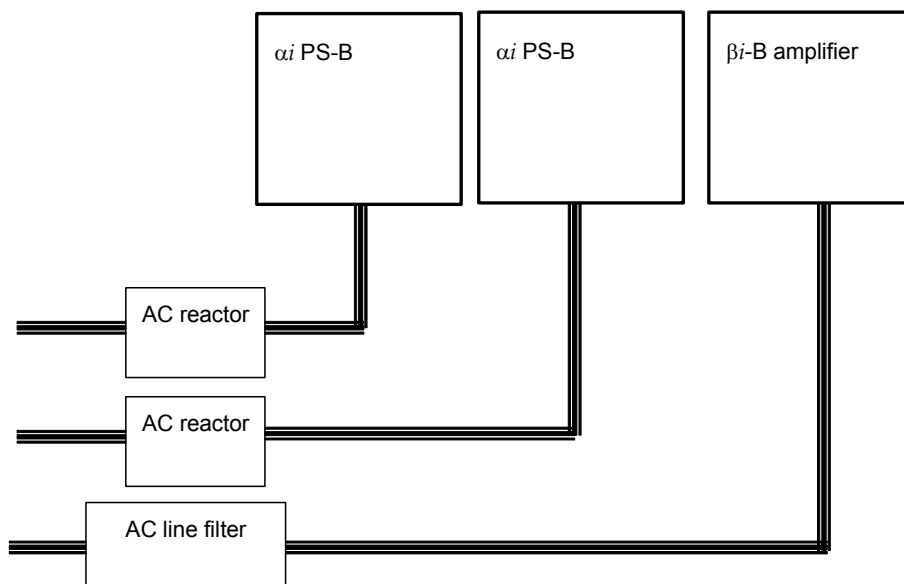 αi PS-B
αi PS-B
βi-B amplifier
AC reactor
AC reactor
AC line filter